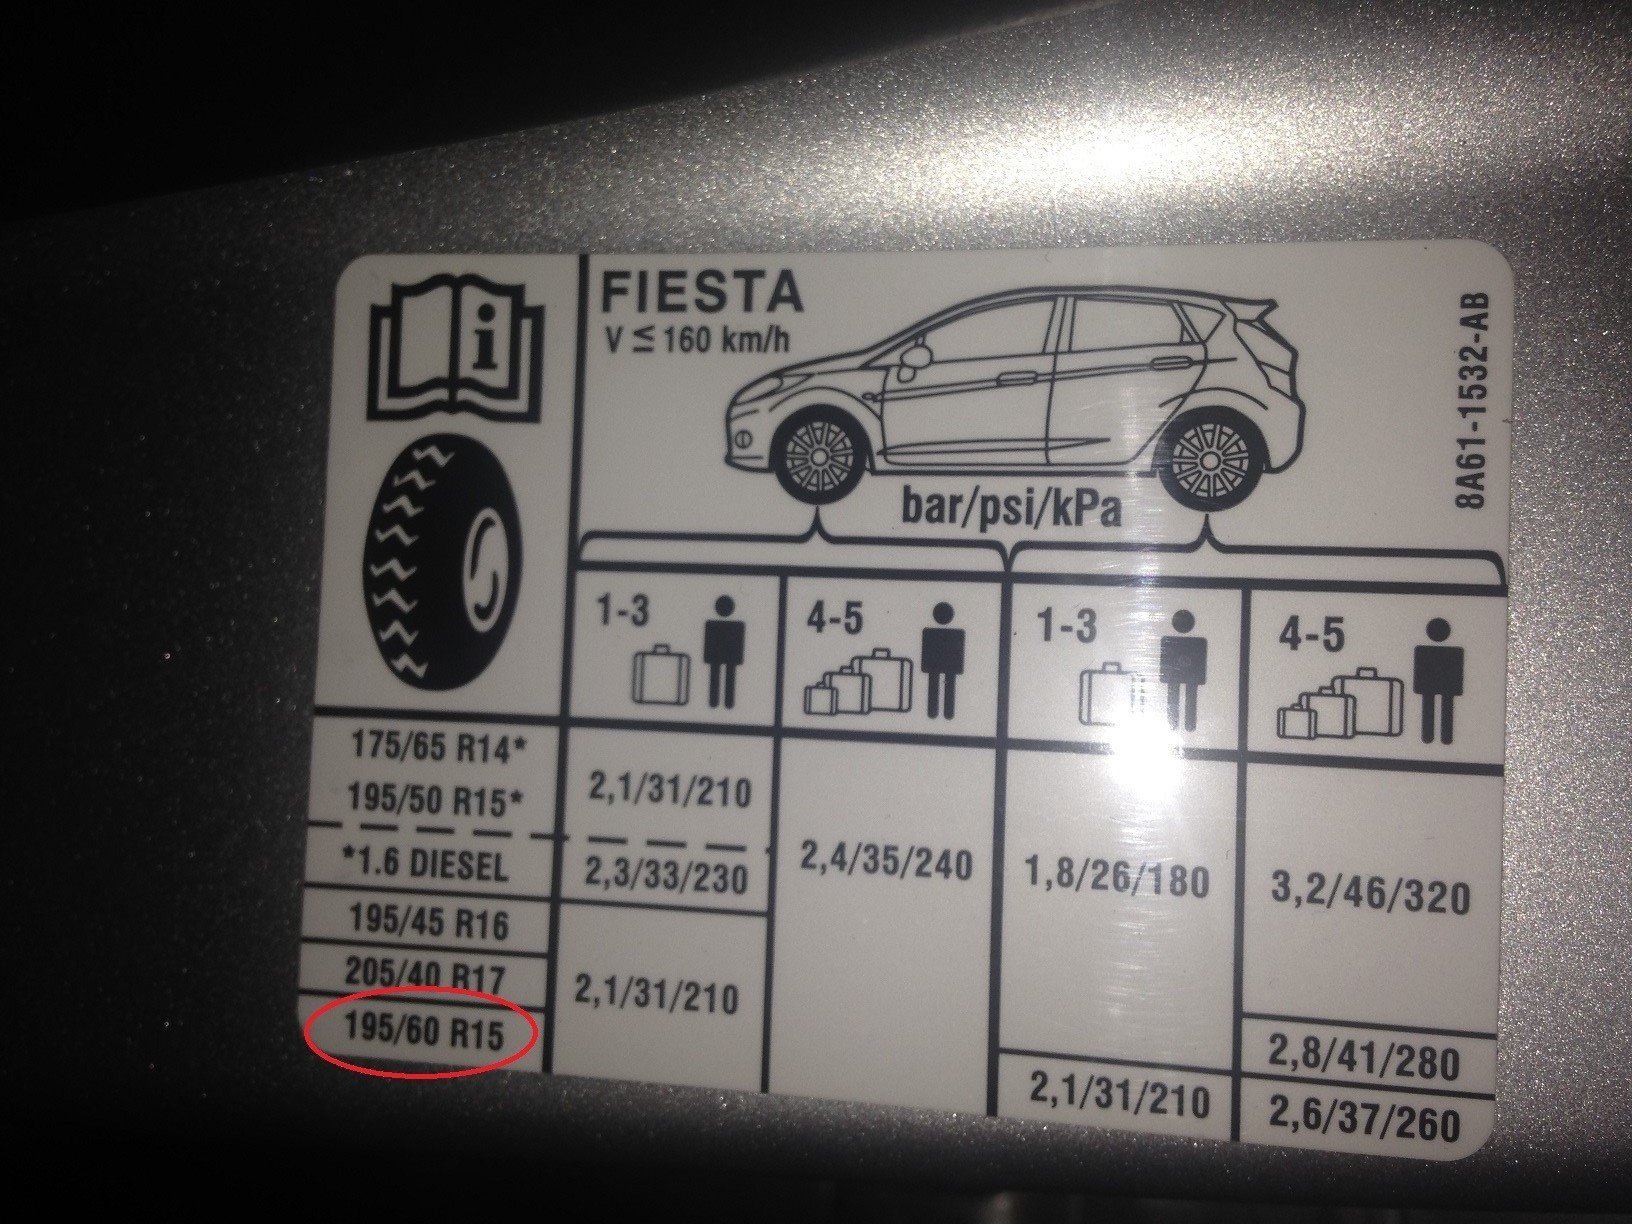 i
FIESTA
V ≤ 160 km/h
8A61-1532-AB
bar/psi/kPa
1-3 4-5 1-3 4-5
175/65 R14*
195/50 R15*
2,1/31/210
*1.6 DIESEL
2,3/33/230
2,4/35/240
1,8/26/180
3,2/46/320
195/45 R16
205/40 R17
2,1/31/210
2,8/41/280
195/60 R15
2,1/31/210
2,6/37/260